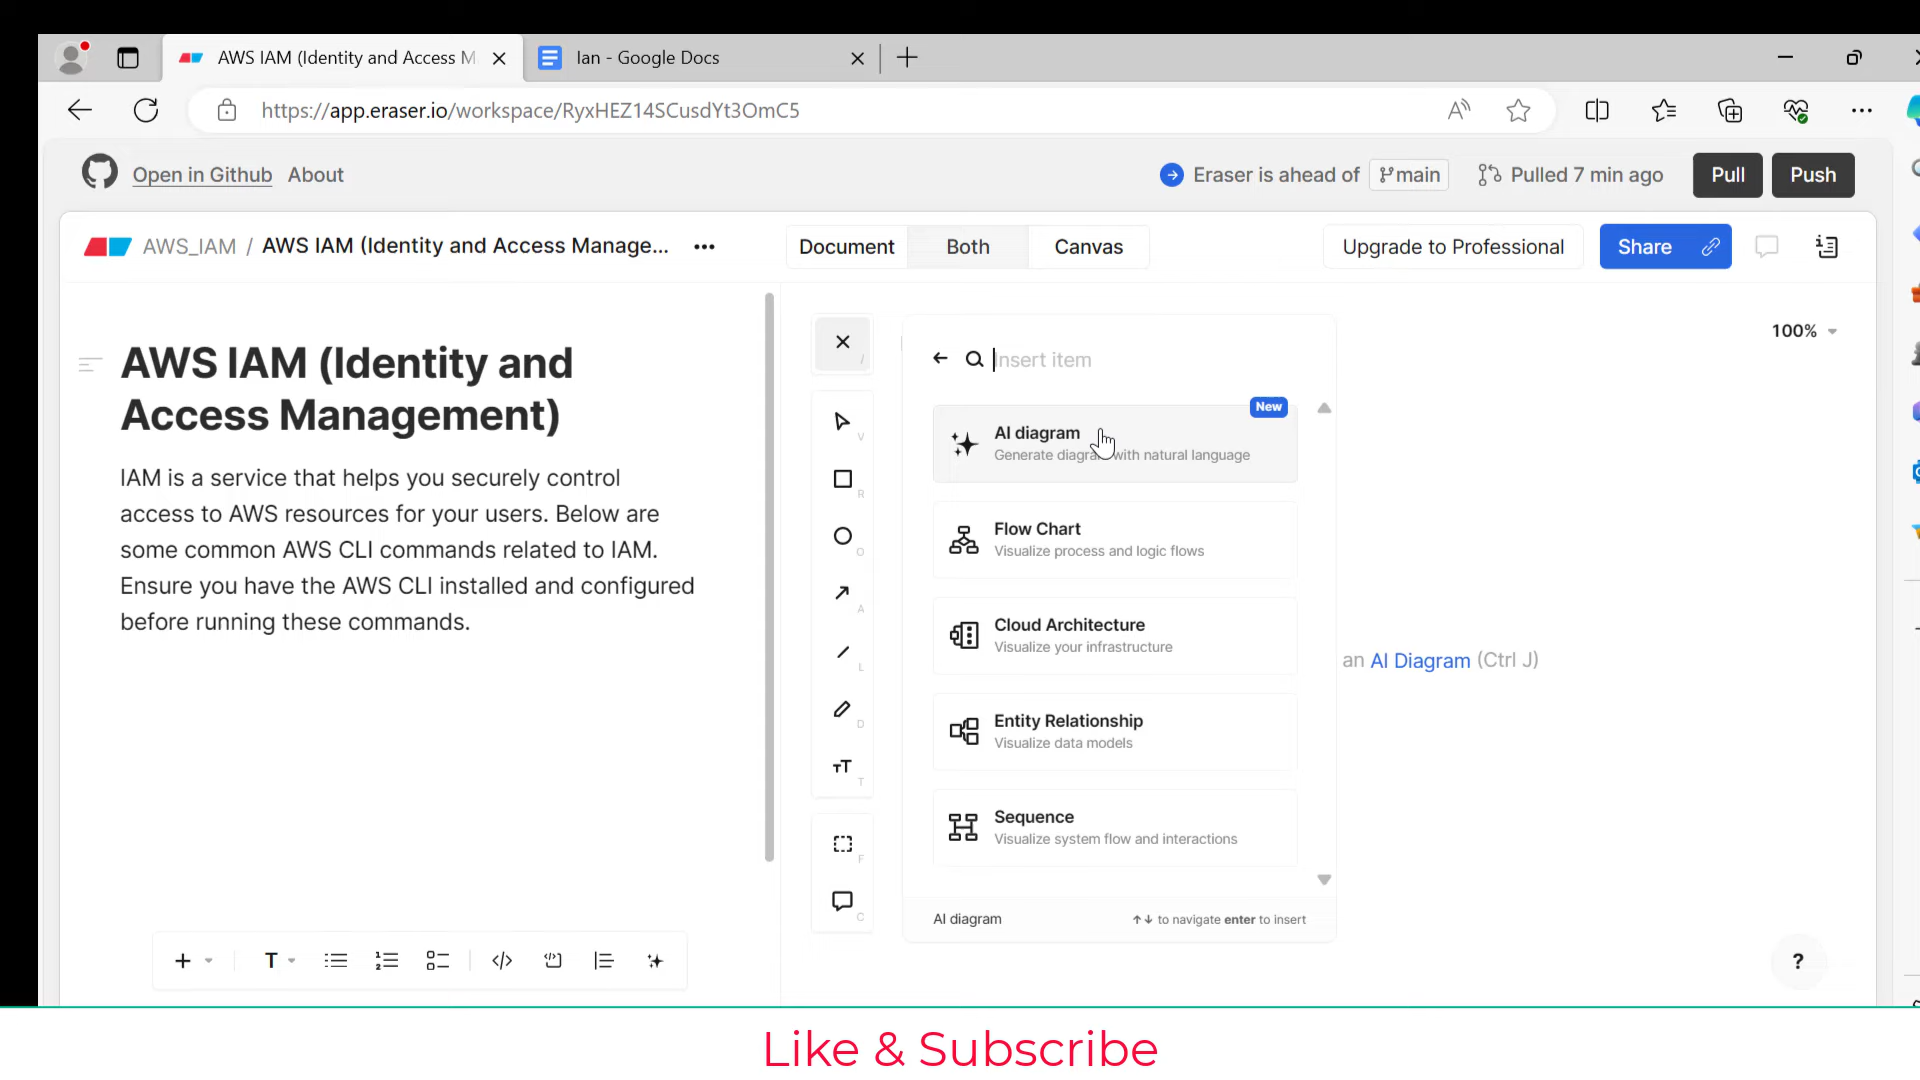 AWS IAM (Identity and Access M
Ian - Google Docs
https://app.eraser.io/workspace/RyxHEZ14SCusdYt3OmC5
Open in Github
About
Eraser is ahead of
main
Pulled 7 min ago
Pull
Push
AWS_IAM / AWS IAM (Identity and Access Manage...
Document
Both
Canvas
Upgrade to Professional
Share
AWS IAM (Identity and
Access Management)
IAM is a service that helps you securely control
access to AWS resources for your users. Below are
some common AWS CLI commands related to IAM.
Ensure you have the AWS CLI installed and configured
before running these commands.
/
V
R
O
A
L
D
T
F
C
Insert item
New
AI diagram
Generate diagram with natural language
Flow Chart
Visualize process and logic flows
Cloud Architecture
Visualize your infrastructure
Entity Relationship
Visualize data models
Sequence
Visualize system flow and interactions
AI diagram
↑↓ to navigate enter to insert
100%
an AI Diagram (Ctrl J)
T
?
Like & Subscribe